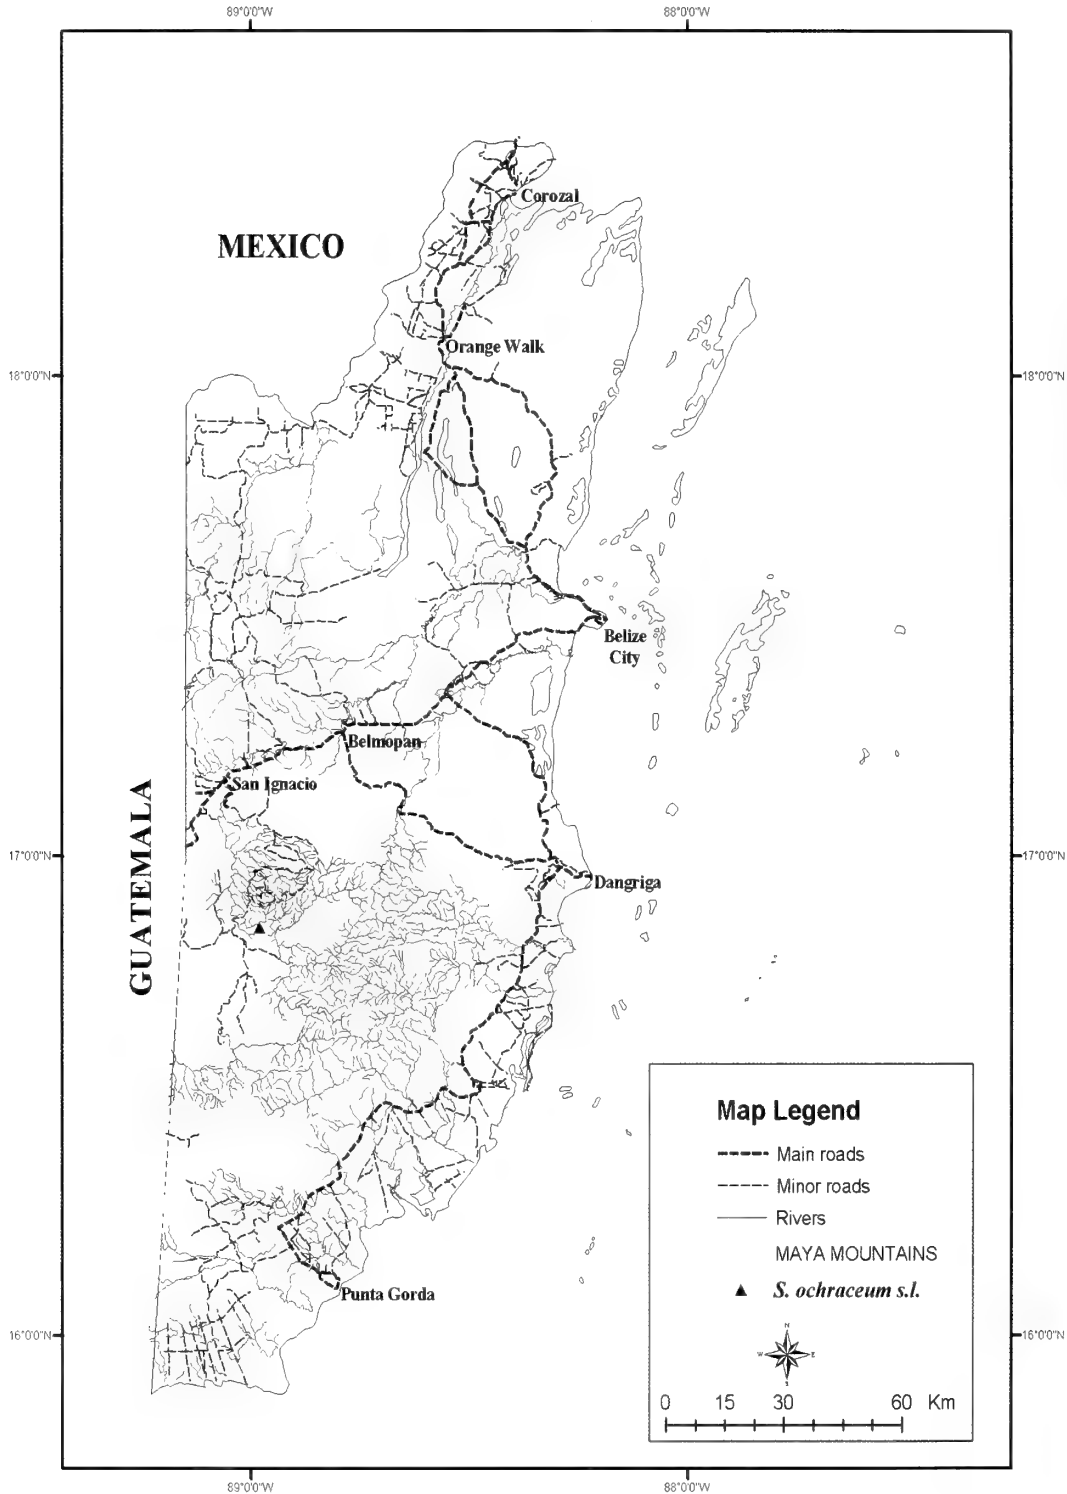 89°0'0"W 88°0'0"W
Corozal
MEXICO
Orange Walk
18°0'0"N 18°0'0"N
Belize
City
Belmopan
San Ignacio
GUATEMALA
17°0'0"N 17°0'0"N
Dangriga
Map Legend
Main roads
Minor roads
Rivers
MAYA MOUNTAINS
S. ochraceum s.l.
Punta Gorda
16°0'0"N 16°0'0"N
N
W E
S
0 15 30 60 Km
89°0'0"W 88°0'0"W